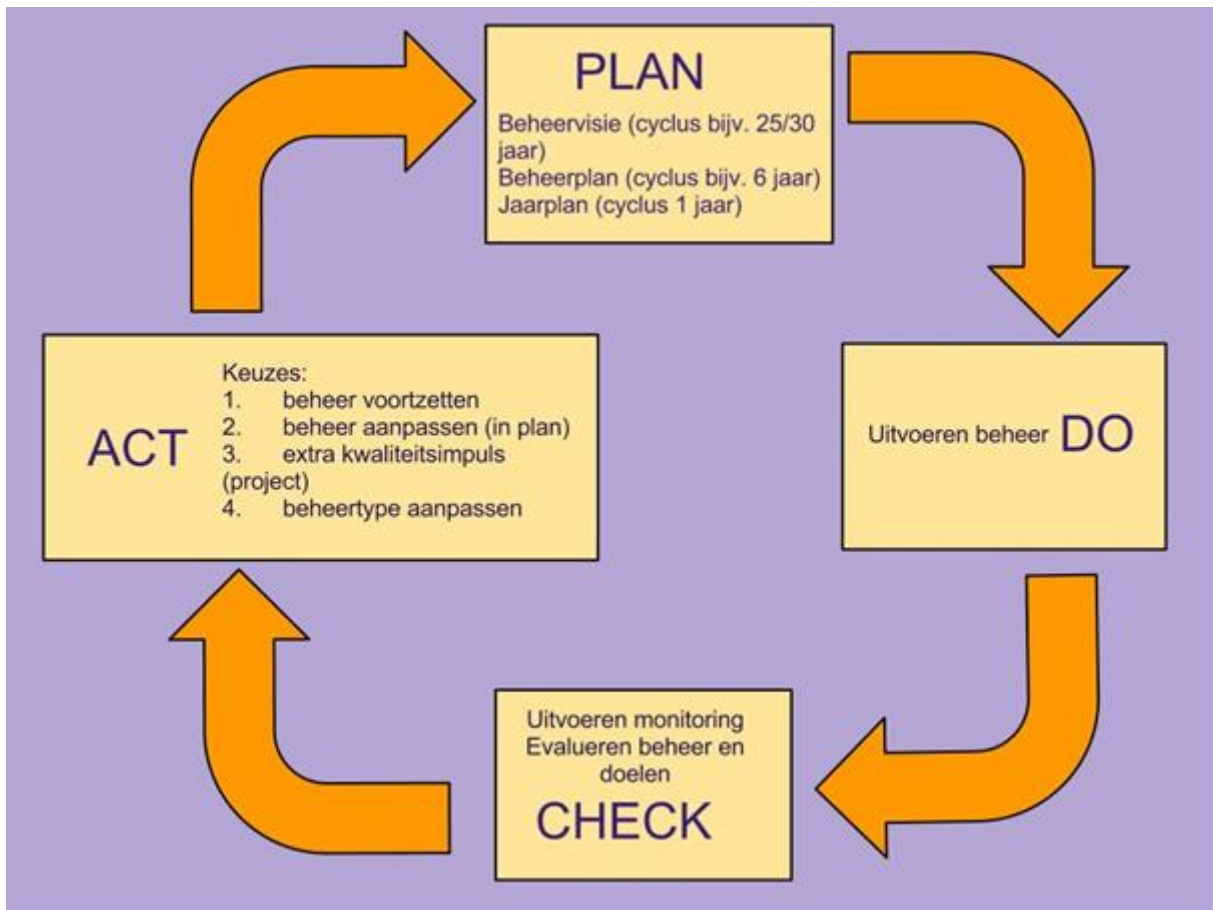 PLAN
Beheervisie (cyclus bijv. 25/30
jaar)
Beheerplan (cyclus bijv. 6 jaar)
Jaarplan (cyclus 1 jaar)
Uitvoeren beheer DO
Uitvoeren monitoring
Evalueren beheer en
doelen
CHECK
ACT
Keuzes:
1. beheer voortzetten
2. beheer aanpassen (in plan)
3. extra kwaliteitsimpuls
(project)
4. beheertype aanpassen